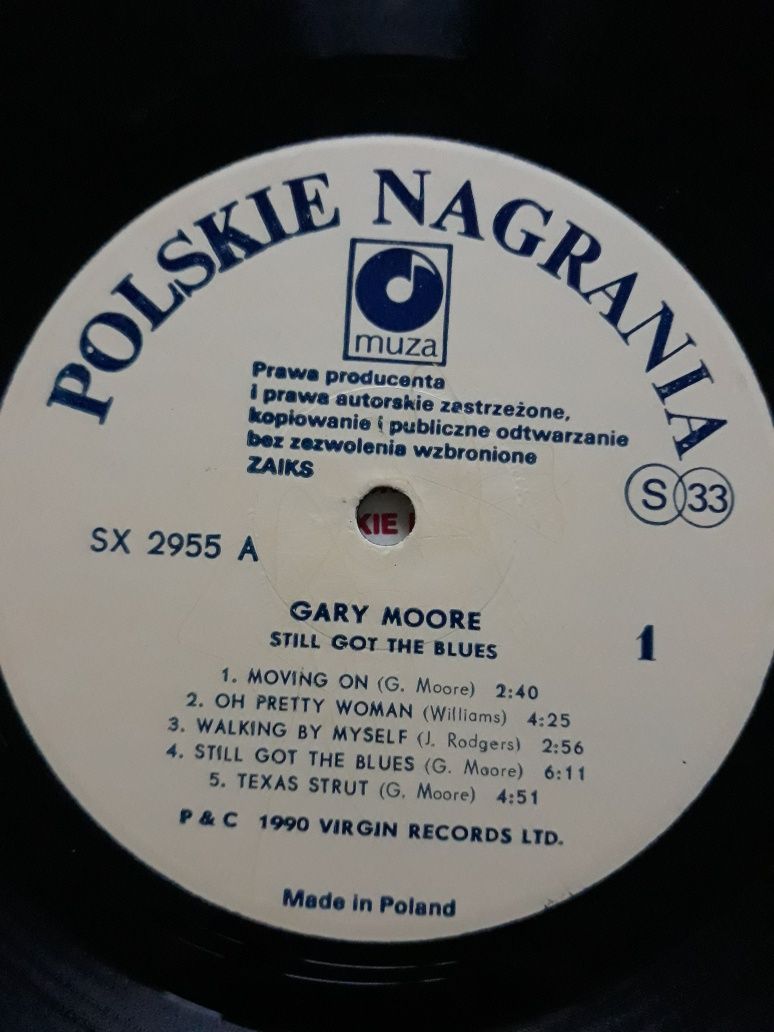 POLSKIE NAGRANIA
muza
Prawa producenta
i prawa autorskie zastrzeżone,
kopiowanie i publiczne odtwarzanie
bez zezwolenia wzbronione
ZAIKS
S 33
KIE
SX 2955 A
GARY MOORE
STILL GOT THE BLUES
1
1. MOVING ON (G. Moore) 2:40
2. OH PRETTY WOMAN (Williams) 4:25
3. WALKING BY MYSELF (J. Rodgers) 2:56
4. STILL GOT THE BLUES (G. Moore) 6:11
5. TEXAS STRUT (G. Moore) 4:51
P & C 1990 VIRGIN RECORDS LTD.
Made in Poland